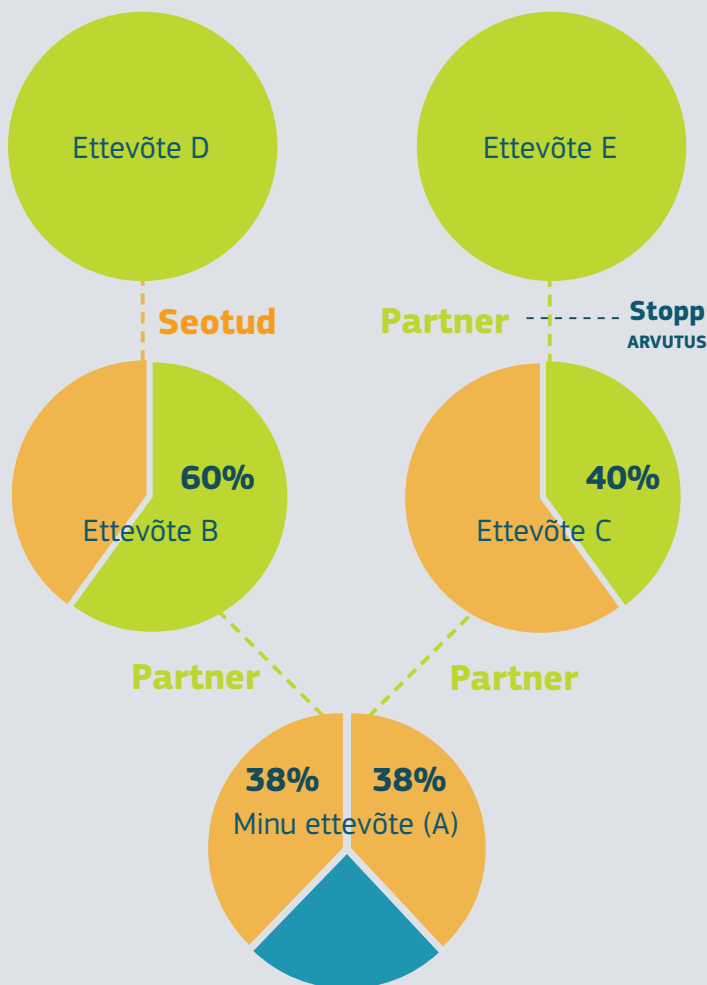 Ettevõte D
Ettevõte E
Seotud
Partner
Stopp
ARVUTUS
60%
Ettevõte B
40%
Ettevõte C
Partner
Partner
38%
38%
Minu ettevõte (A)